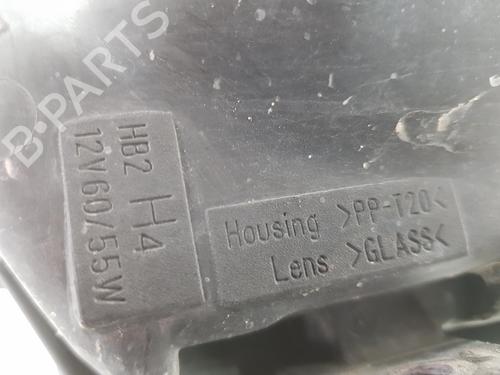 B-PARTS
HB2 H4
12V60/55W
Housing >PP-T20<
Lens >GLASS<